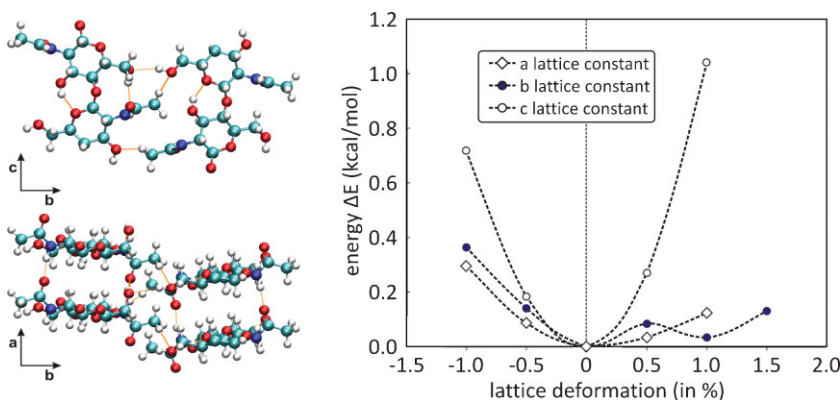 c
b
a
b
energy ΔE (kcal/mol)
1.2
1.0
0.8
0.6
0.4
0.2
0.0
a lattice constant
b lattice constant
c lattice constant
-1.5 -1.0 -0.5 0 0.5 1.0 1.5 2.0
lattice deformation (in %)